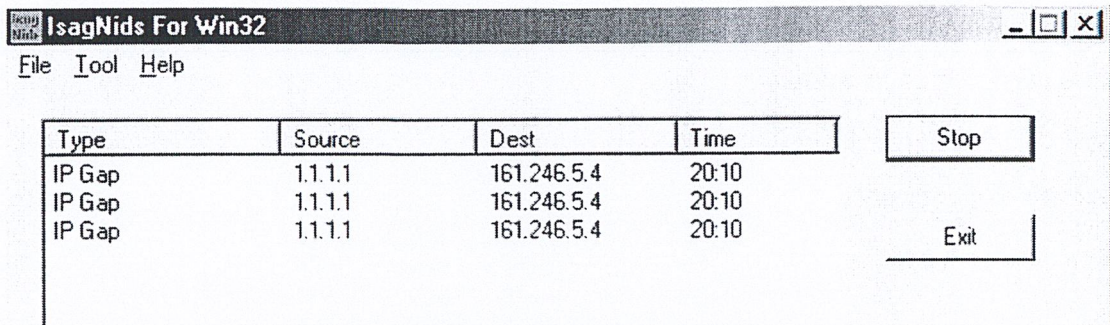 Isag Nids IsagNids For Win32
File Tool Help
Type Source Dest Time Stop
IP Gap 1.1.1.1 161.246.5.4 20:10
IP Gap 1.1.1.1 161.246.5.4 20:10
IP Gap 1.1.1.1 161.246.5.4 20:10
Exit